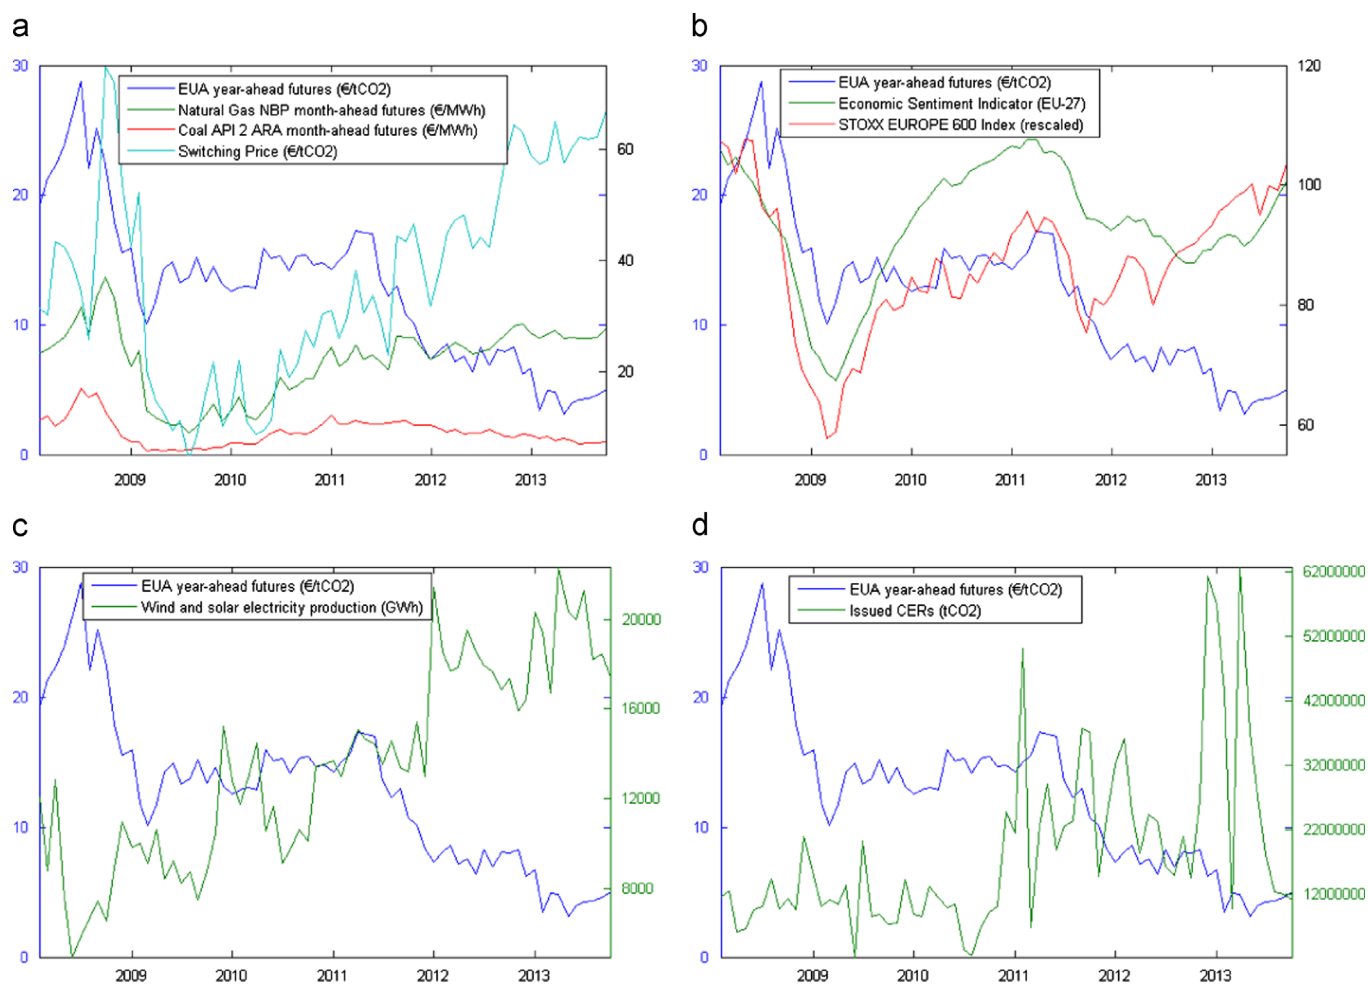 a
30
20
10
0
EUA year-ahead futures (€/tCO2)
Natural Gas NBP month-ahead futures (€/MWh)
Coal API 2 ARA month-ahead futures (€/MWh)
Switching Price (€/tCO2)
60
40
20
2009 2010 2011 2012 2013
b
30
20
10
0
EUA year-ahead futures (€/tCO2)
Economic Sentiment Indicator (EU-27)
STOXX EUROPE 600 Index (rescaled)
120
100
80
60
2009 2010 2011 2012 2013
c
30
20
10
0
EUA year-ahead futures (€/tCO2)
Wind and solar electricity production (GWh)
20000
16000
12000
8000
2009 2010 2011 2012 2013
d
30
20
10
0
EUA year-ahead futures (€/tCO2)
Issued CERs (tCO2)
62000000
52000000
42000000
32000000
22000000
12000000
2009 2010 2011 2012 2013